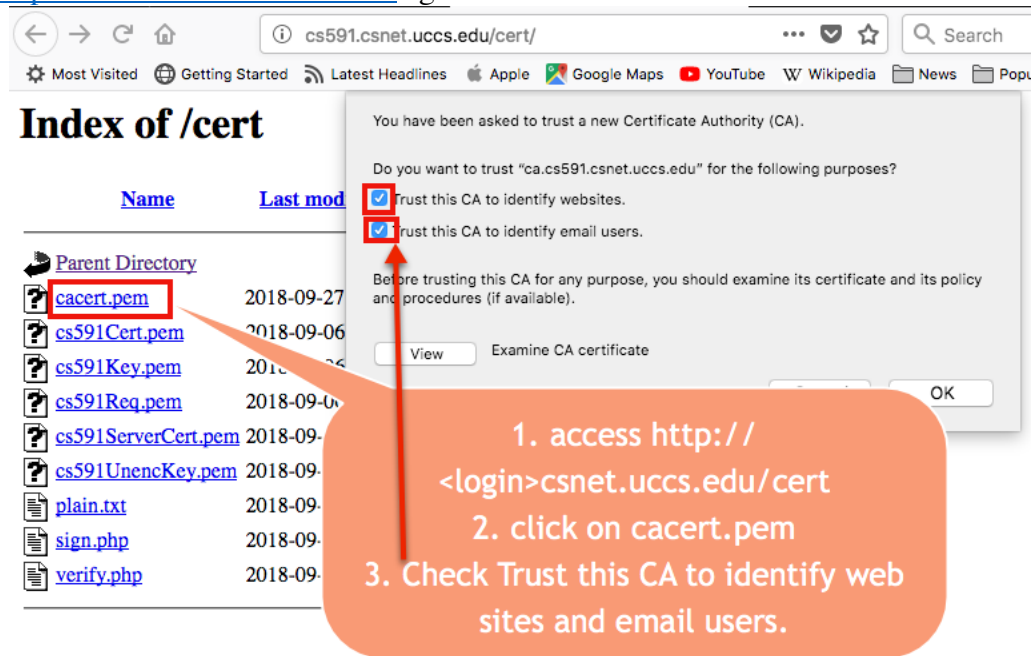 cs591.csnet.uccs.edu/cert/
Search
Most Visited Getting Started Latest Headlines Apple Google Maps YouTube Wikipedia News
Index of /cert
Name Last
Parent Directory
cacert.pem 2018-09-27
cs591Cert.pem 2018-09-06
cs591Key.pem
cs591Req.pem
cs591ServerCert.pem 2018-09-
cs591UnencKey.pem 2018-09-
plain.txt 2018-09-
sign.php 2018-09-
verify.php 2018-09-
You have been asked to trust a new Certificate Authority (CA).
Do you want to trust “ca.cs591.csnet.uccs.edu” for the following purposes?
Trust this CA to identify websites.
Trust this CA to identify email users.
Before trusting this CA for any purpose, you should examine its certificate and its policy
and procedures (if available).
View Examine CA certificate
OK
1. access http://
<login>csnet.uccs.edu/cert
2. click on cacert.pem
3. Check Trust this CA to identify web
sites and email users.